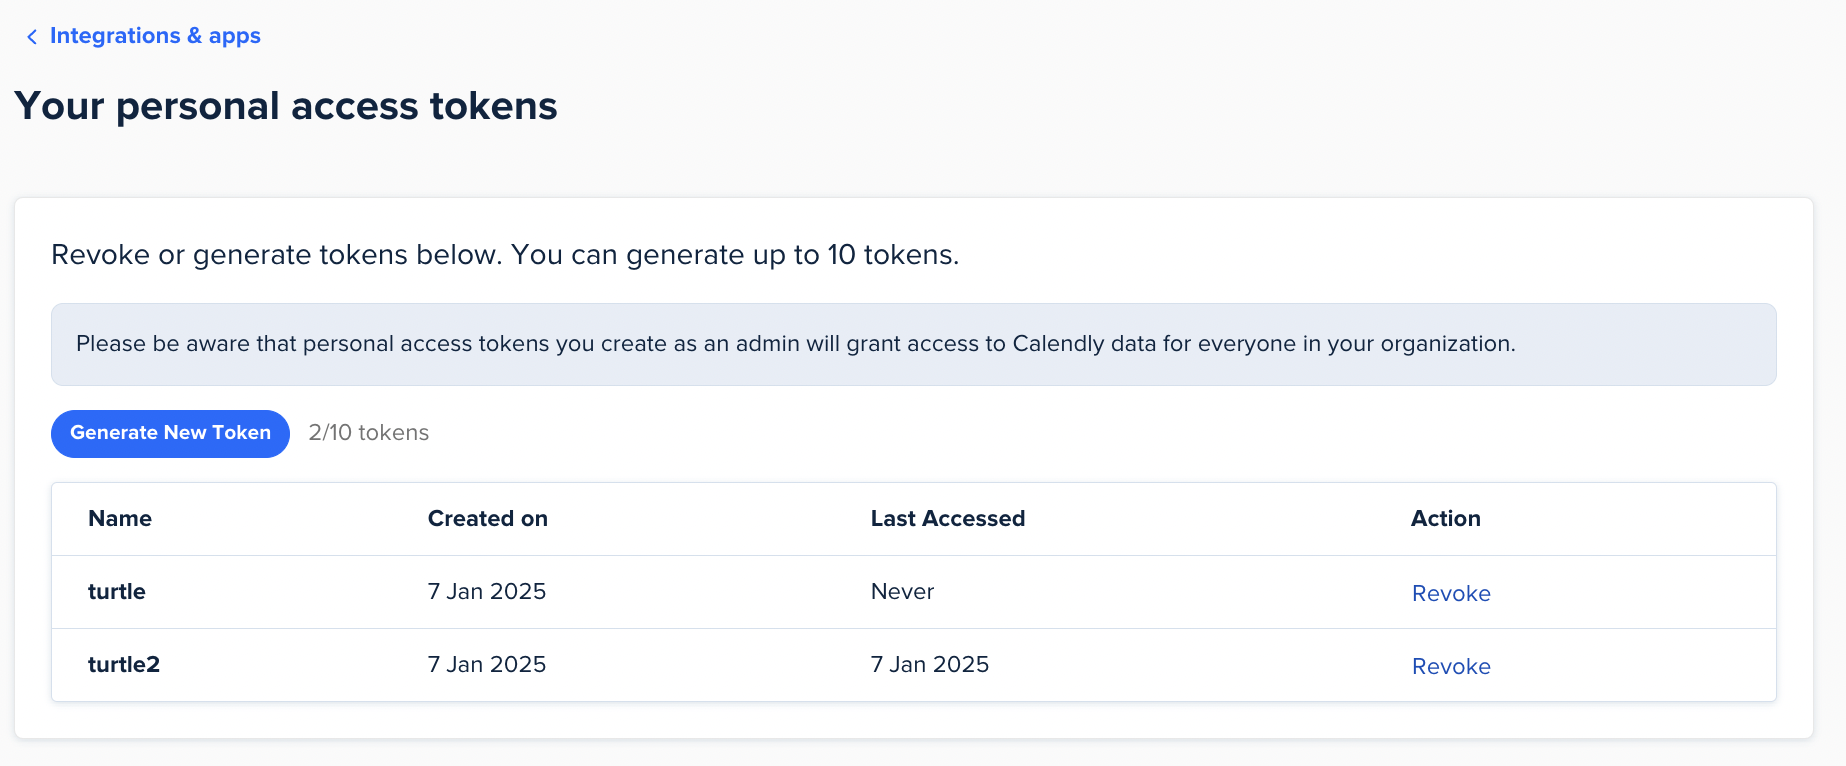 Integrations & apps
Your personal access tokens
Revoke or generate tokens below. You can generate up to 10 tokens.
Please be aware that personal access tokens you create as an admin will grant access to Calendly data for everyone in your organization.
Generate New Token 2/10 tokens
Name Created on Last Accessed Action
turtle 7 Jan 2025 Never Revoke
turtle2 7 Jan 2025 7 Jan 2025 Revoke